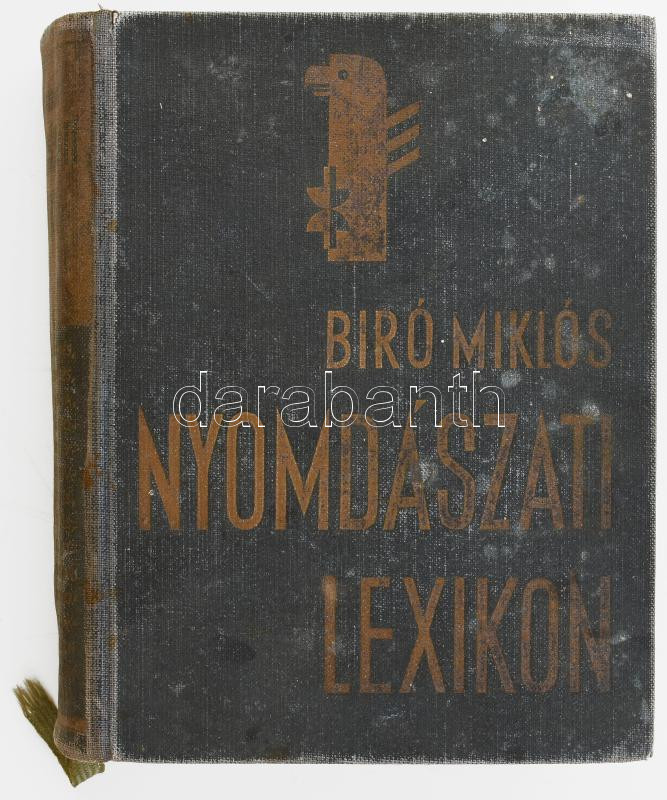 BIRÓ MIKLÓS
darabanth
NYOMDÁSZATI
LEXIKON